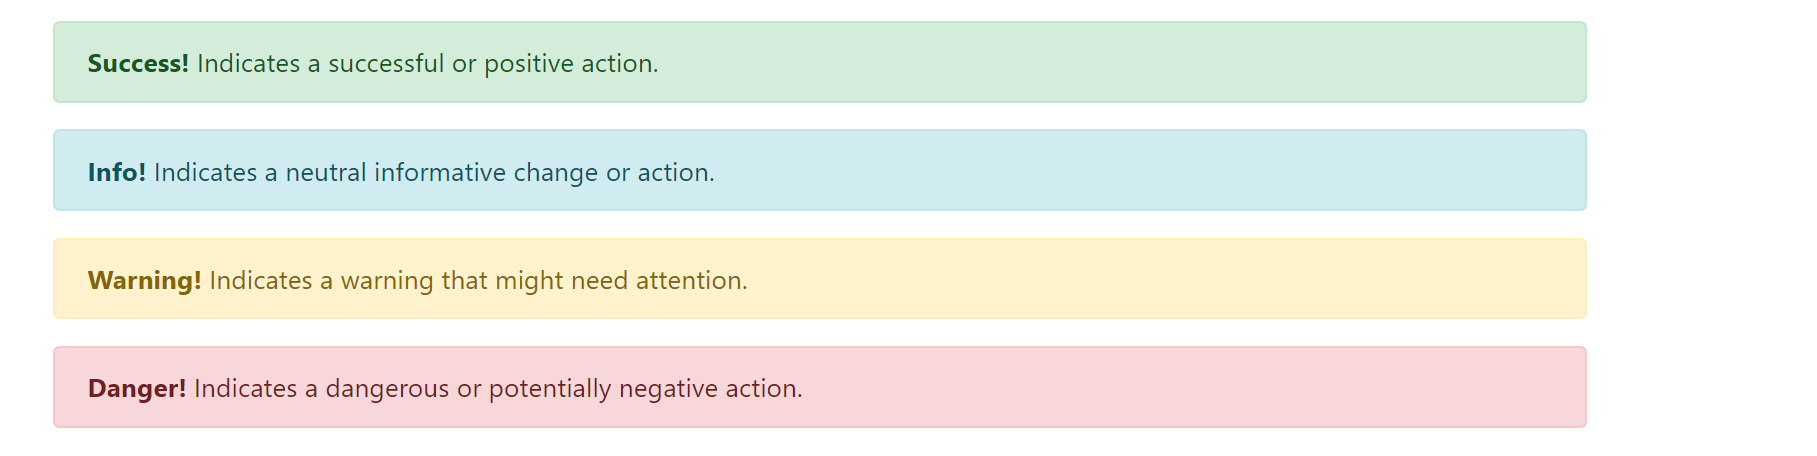 Success! Indicates a successful or positive action.
Info! Indicates a neutral informative change or action.
Warning! Indicates a warning that might need attention.
Danger! Indicates a dangerous or potentially negative action.